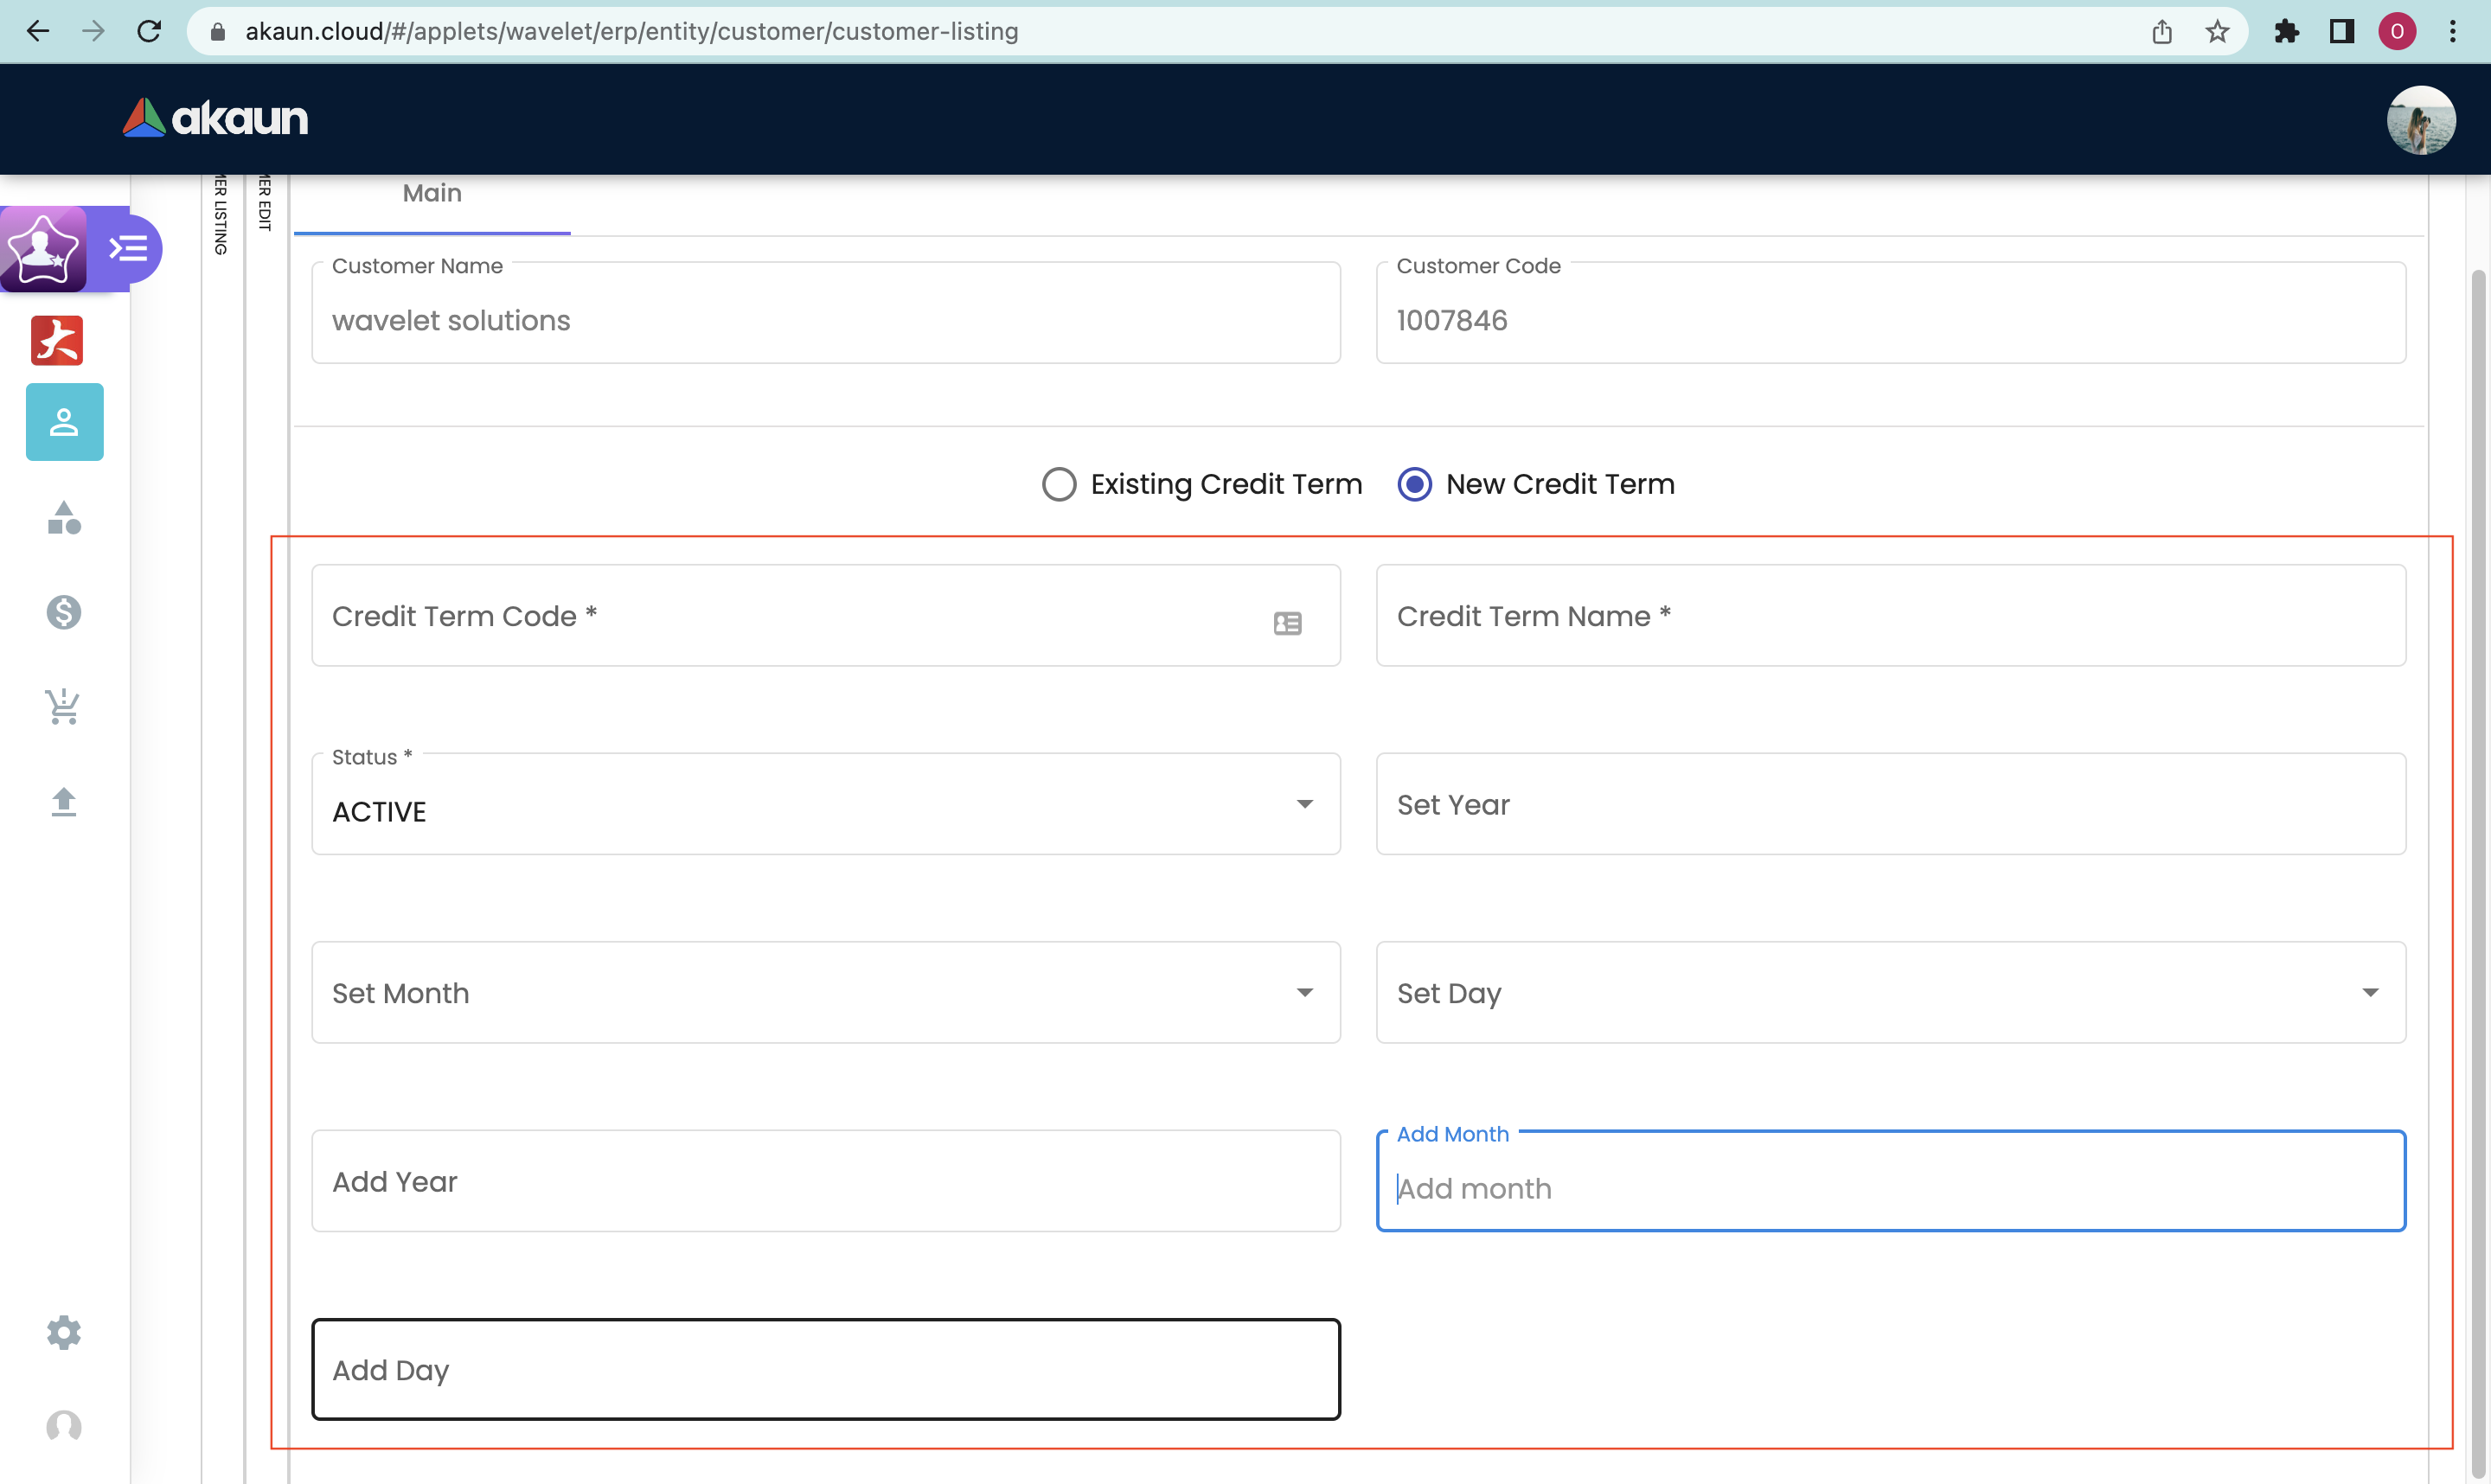 akaun.cloud/#/applets/wavelet/erp/entity/customer/customer-listing
O
akaun
MER LISTING
MER EDIT
Main
Customer Name
Customer Code
wavelet solutions
1007846
Existing Credit Term
New Credit Term
Credit Term Code *
Credit Term Name *
Status *
ACTIVE
Set Year
Set Month
Set Day
Add Year
Add Month
Add month
Add Day